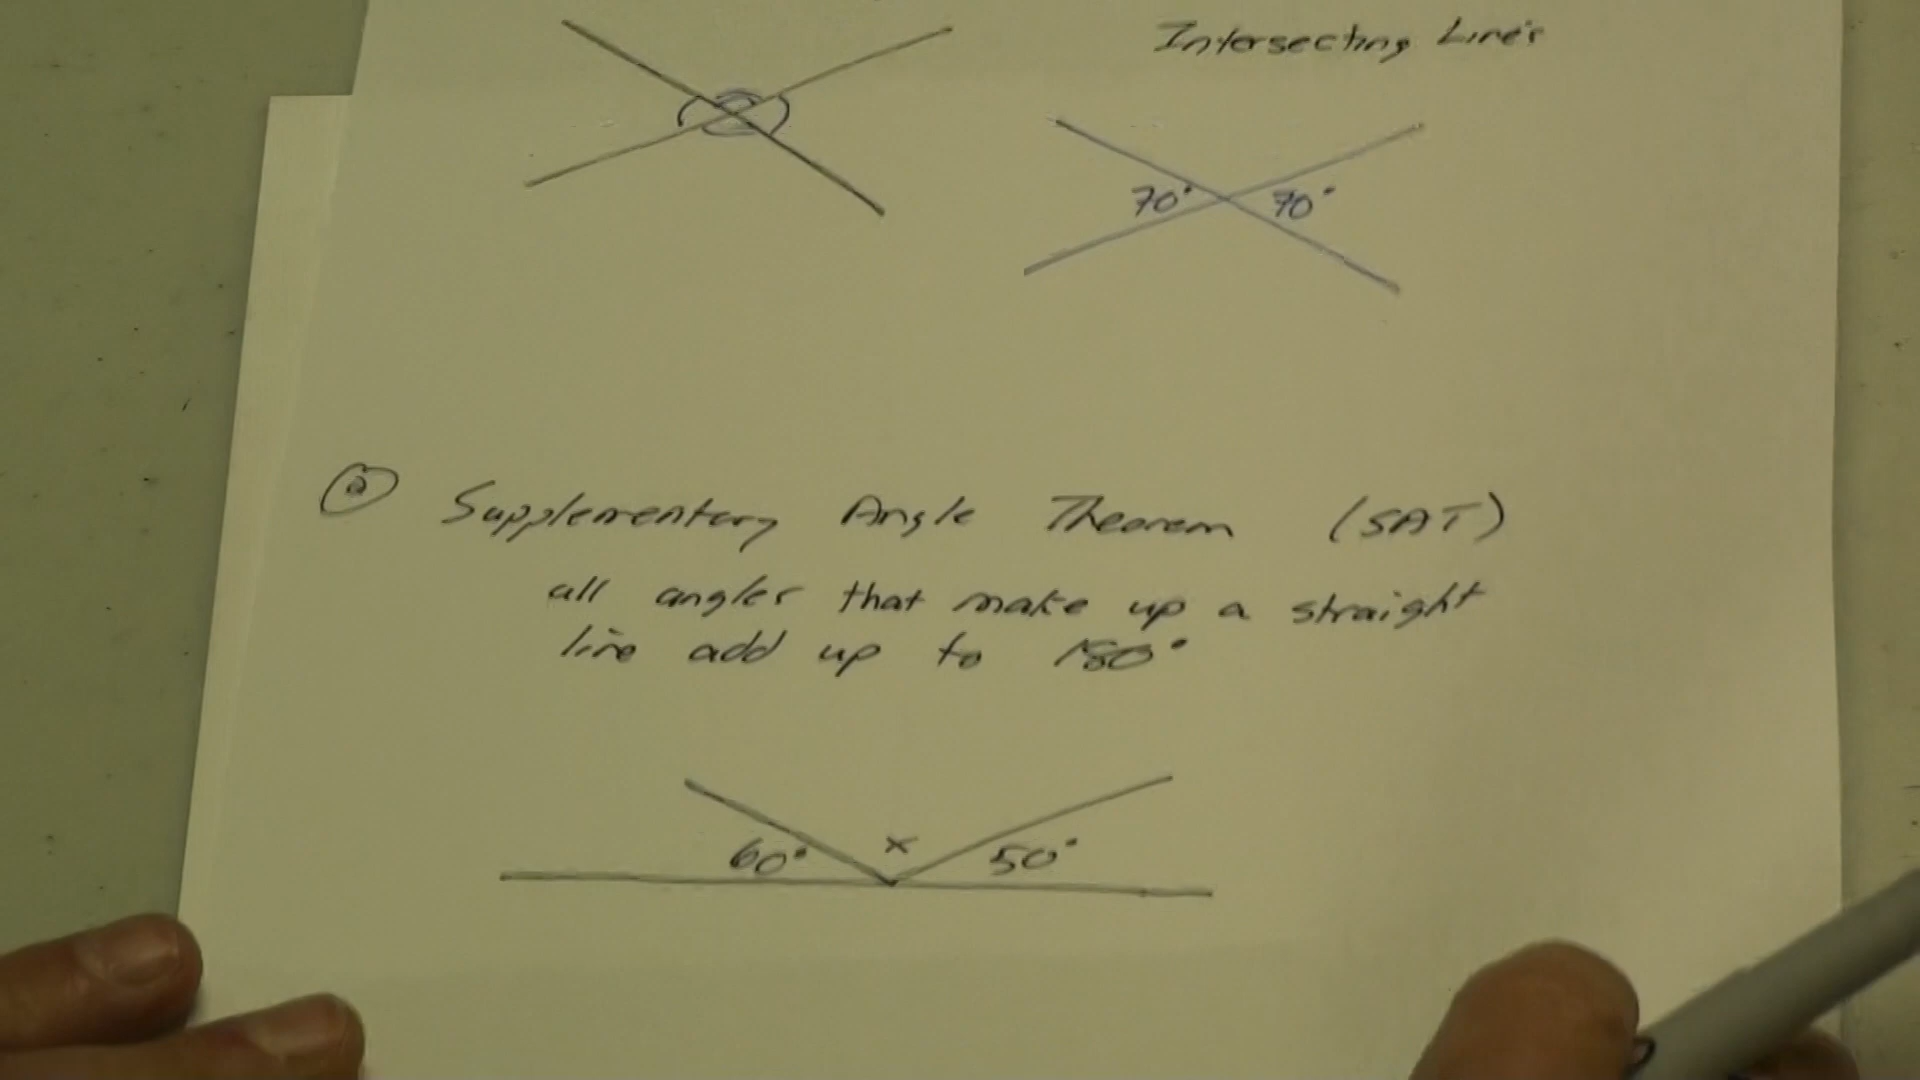 Intersecting Lines
70° 70°
② Supplementary Angle Theorem (SAT)
all angles that make up a straight
line add up to 180°
60° x 50°